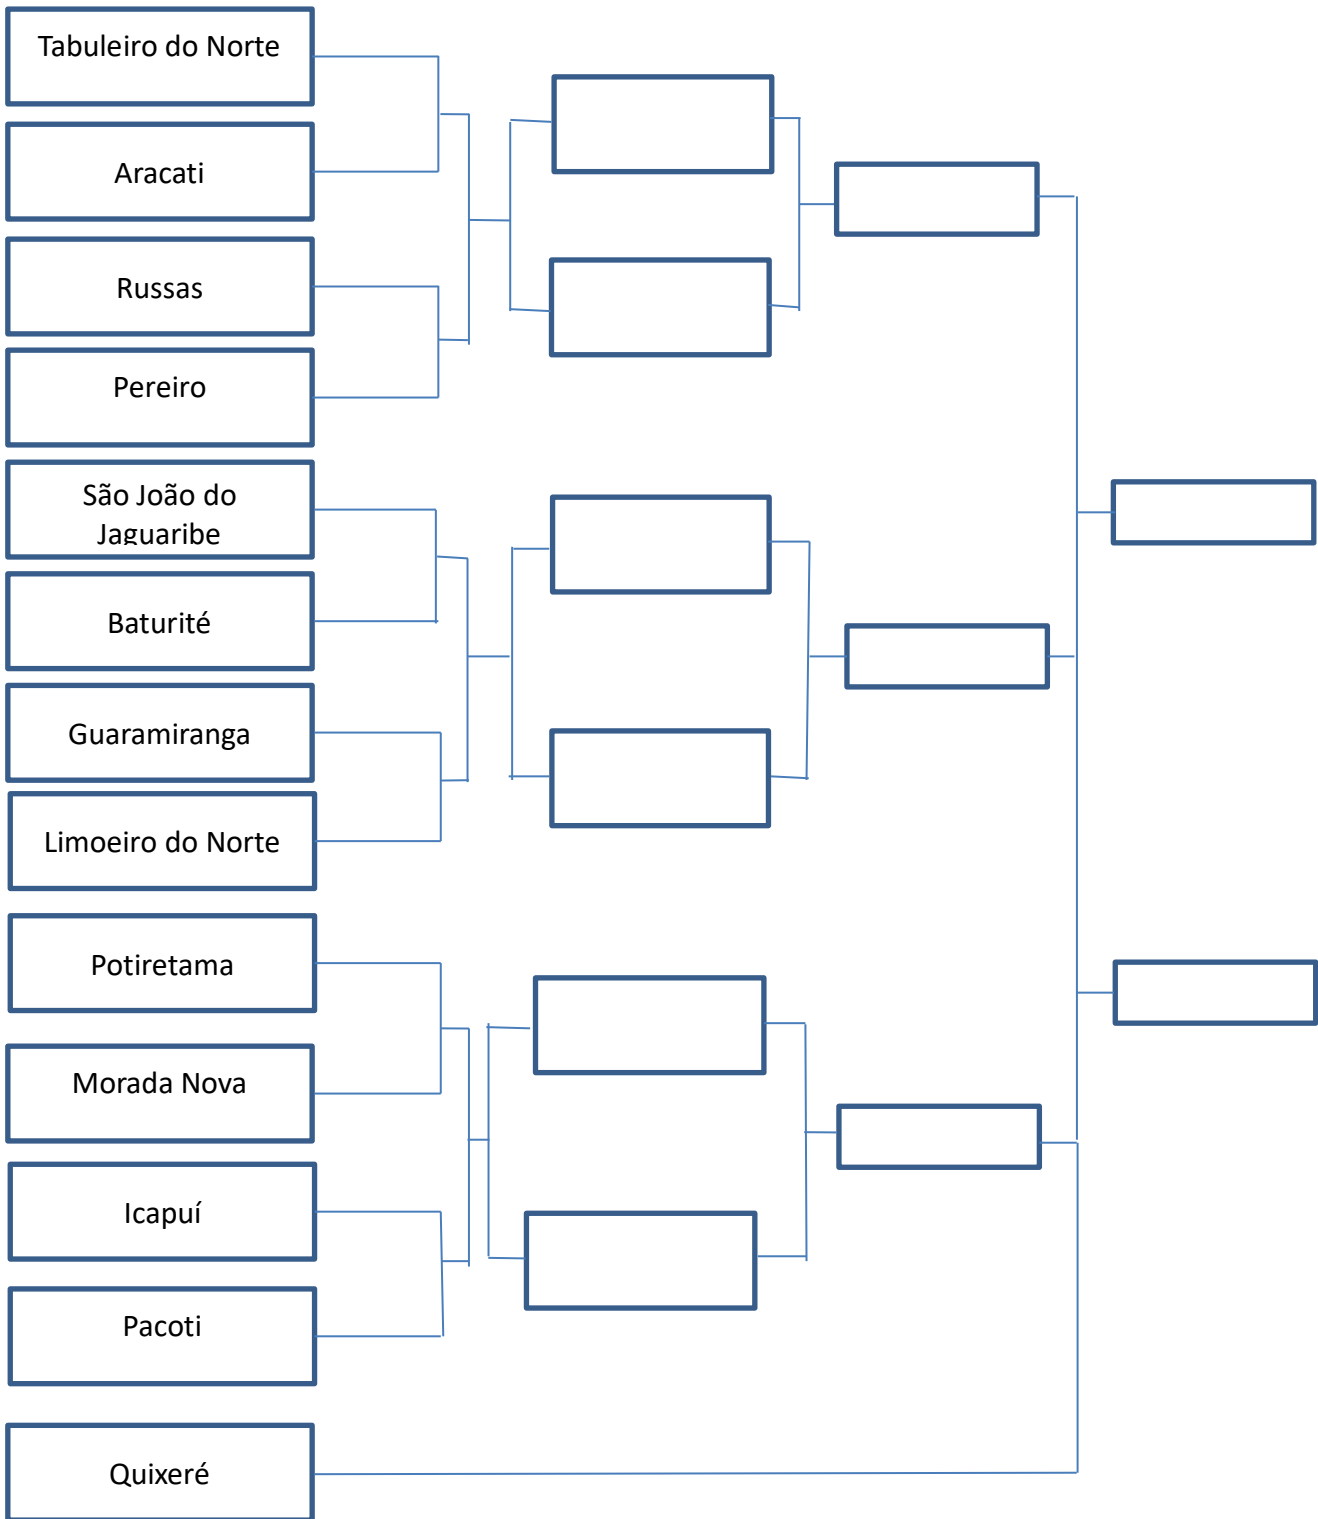 Tabuleiro do Norte
Aracati
Russas
Pereiro
São João do
Jaguaribe
Baturité
Guaramiranga
Limoeiro do Norte
Potiretama
Morada Nova
Icapuí
Pacoti
Quixeré